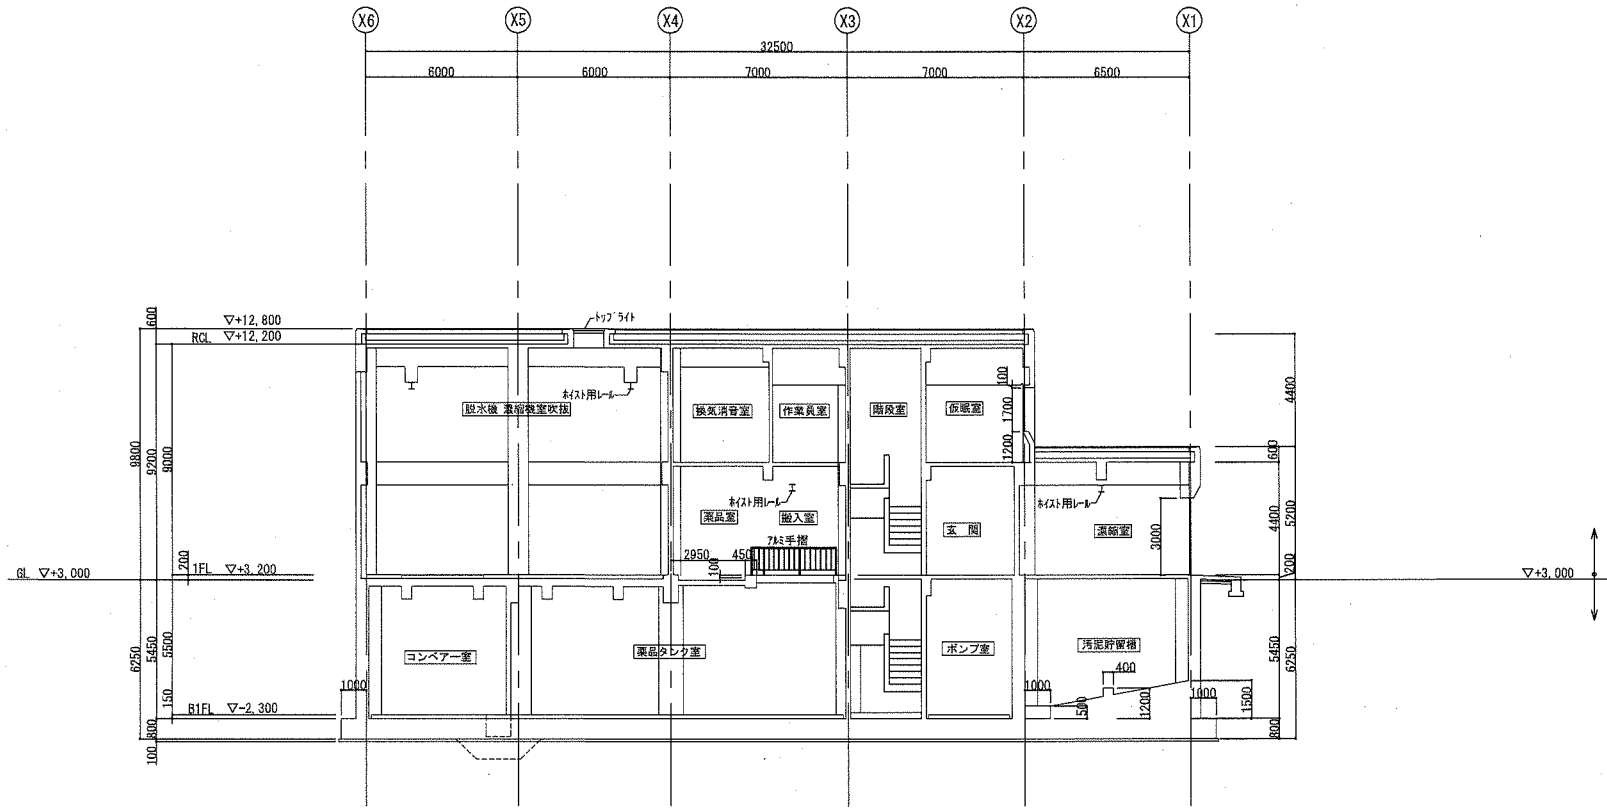 X6 X5 X4 X3 X2 X1
32500
6000 6000 7000 7000 6500
トップライト
600
▽+12,800
RCL ▽+12,200
ホイスト用レール
脱水機 濃縮機室吹抜
換気消音室
作業員室
階段室
仮眠室
100
1700
1200
4400
600
9800
9200
9000
ホイスト用レール
薬品室
搬入室
アルミ手摺
玄関
ホイスト用レール
濃縮室
3000
4400
5200
2950 450
100
200
GL ▽+3,000
1FL ▽+3,200
200
▽+3,000
コンベアー室
薬品タンク室
ポンプ室
汚泥貯留槽
6250
5450
5500
5450
6250
400
1000
150
B1FL ▽-2,300
1000
500
1200
1000
1500
800
100
800